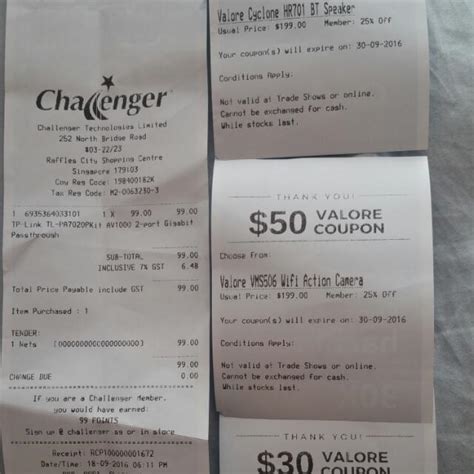 Challenger
Challenger Technologies Limited
252 North Bridge Road
#03-22/23
Raffles City Shopping Centre
Singapore 179103
Coy Reg Code: 198400182K
Tax Reg Code: M2-0063230-3
1 6935364033101 1 X 99.00 99.00
TP-Link TL-PA7020PKit AV1000 2-port Gigabit
Passthrough
SUB-TOTAL 99.00
INCLUSIVE 7% GST 6.48
Total Price Payable include GST 99.00
Item Purchased : 1
TENDER:
1 Nets (0000000000000000) 99.00
99.00
CHANGE DUE 0.00
If you are a Challenger Member,
you would have earned:
99 POINTS
Sign up @ challenger.sg or in store
Receipt: RCP100000001672
Date/Time: 18-09-2016 06:11 PM
Valore Cyclone HR701 BT Speaker
Usual Price: $199.00 Member: 25% Off
Your coupon(s) will expire on: 30-09-2016
Conditions Apply:
Not valid at Trade Shows or online.
Cannot be exchanged for cash.
While stocks last.
THANK YOU!
$50 VALORE
COUPON
Choose From:
Valore VMS506 Wifi Action Camera
Usual Price: $199.00 Member: 25% Off
Your coupon(s) will expire on: 30-09-2016
Conditions Apply:
Not valid at Trade Shows or online.
Cannot be exchanged for cash.
While stocks last.
THANK YOU!
$30 VALORE
COUPON